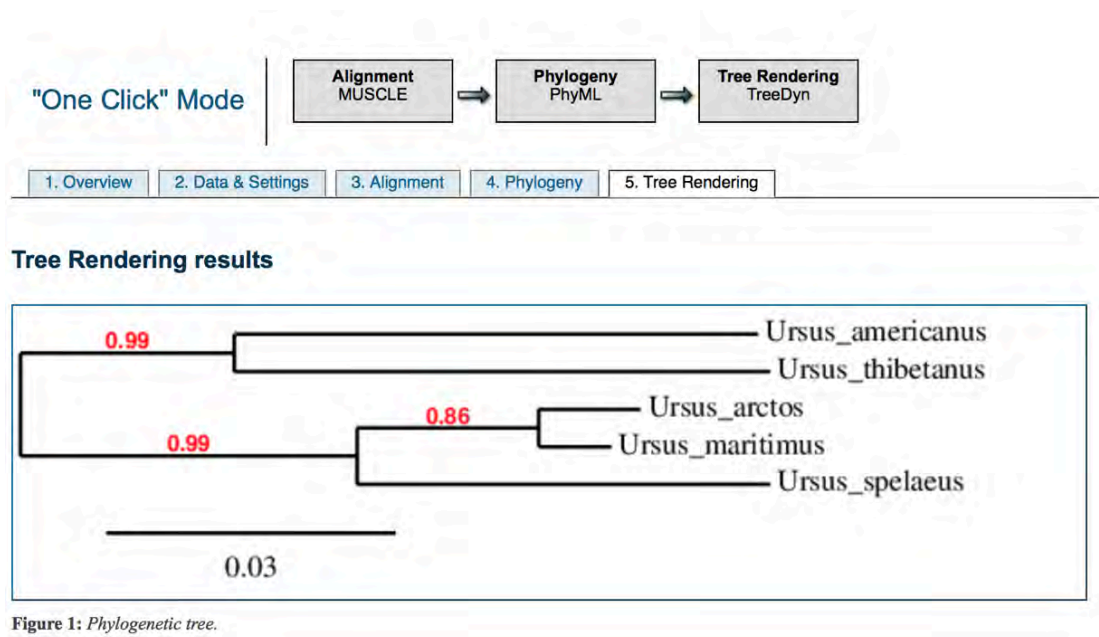 "One Click" Mode
Alignment
MUSCLE
Phylogeny
PhyML
Tree Rendering
TreeDyn
1. Overview
2. Data & Settings
3. Alignment
4. Phylogeny
5. Tree Rendering
Tree Rendering results
0.99
Ursus_americanus
Ursus_thibetanus
0.86
Ursus_arctos
0.99
Ursus_maritimus
Ursus_spelaeus
0.03
Figure 1: Phylogenetic tree.